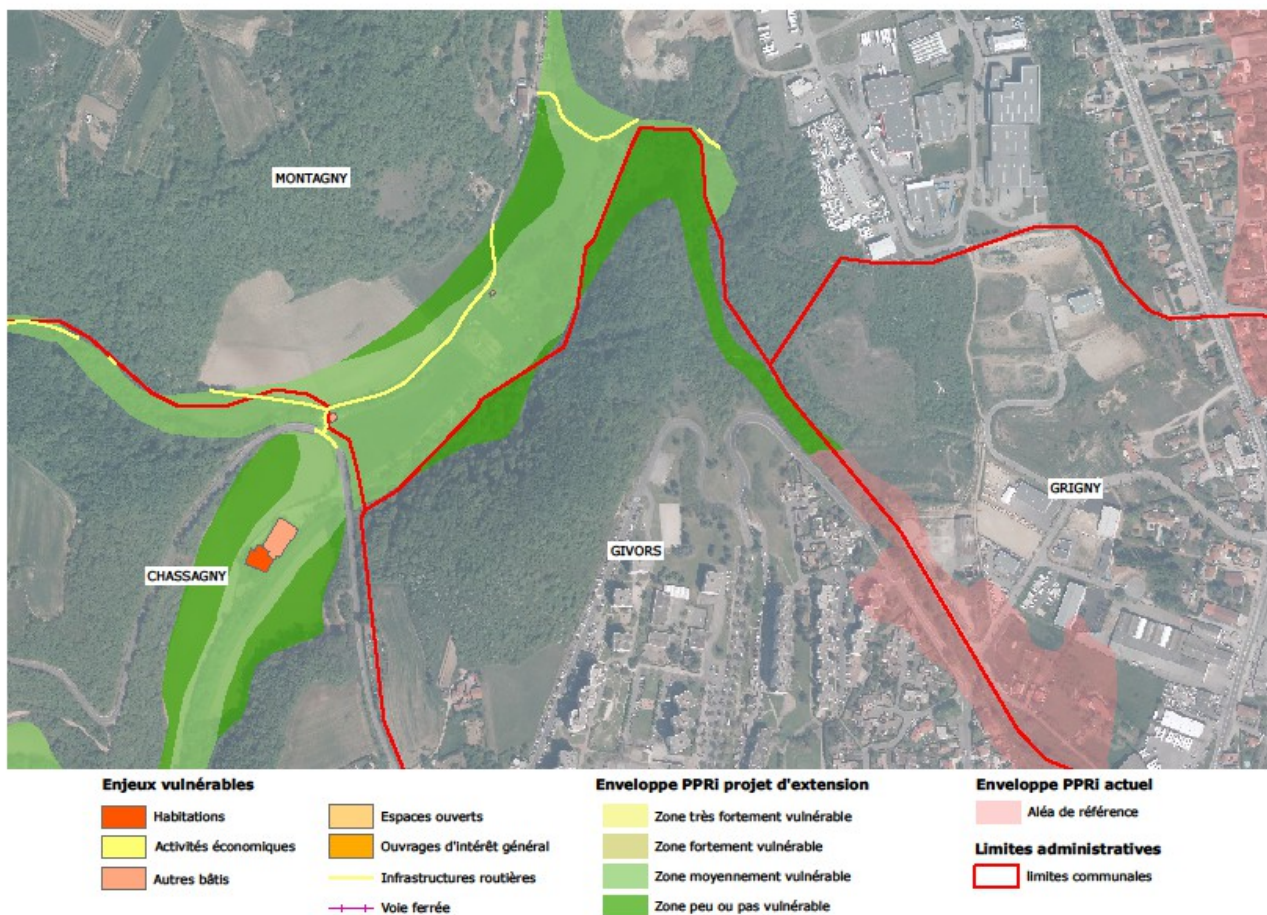 MONTAGNY
GRIGNY
GIVORS
CHASSAGNY
Enjeux vulnérables
Habitations
Activités économiques
Autres bâtis
Espaces ouverts
Ouvrages d'intérêt général
Infrastructures routières
Voie ferrée
Enveloppe PPRi projet d'extension
Zone très fortement vulnérable
Zone fortement vulnérable
Zone moyennement vulnérable
Zone peu ou pas vulnérable
Enveloppe PPRi actuel
Aléa de référence
Limites administratives
limites communales